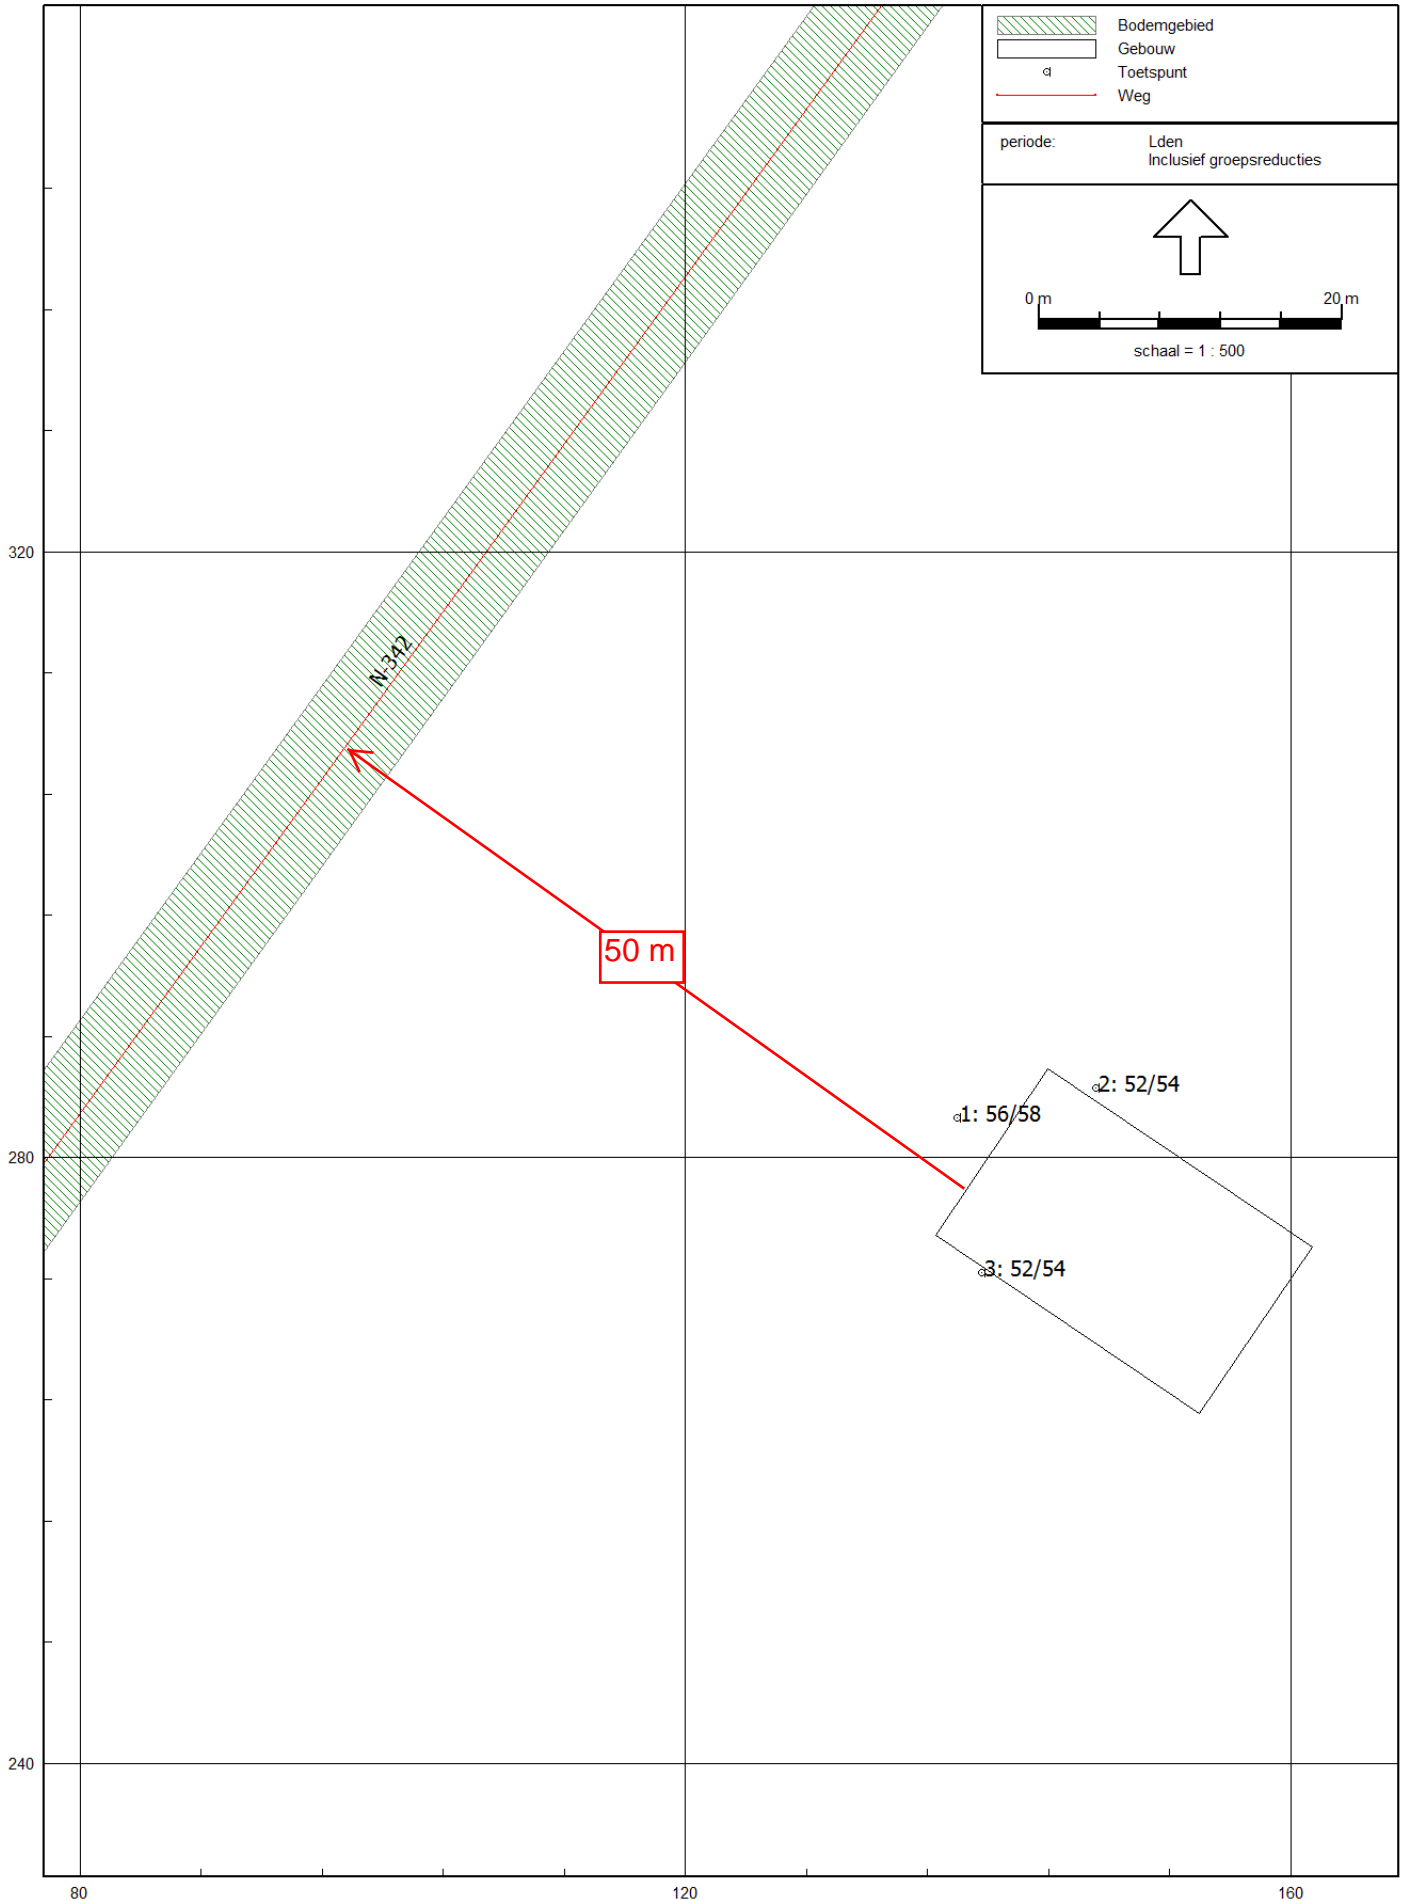 Bodemgebied
Gebouw
Toetspunt
Weg
periode: Lden
Inclusief groepsreducties
0 m 20 m
schaal = 1 : 500
320
N-342
50 m
2: 52/54
1: 56/58
280
3: 52/54
240
80 120 160